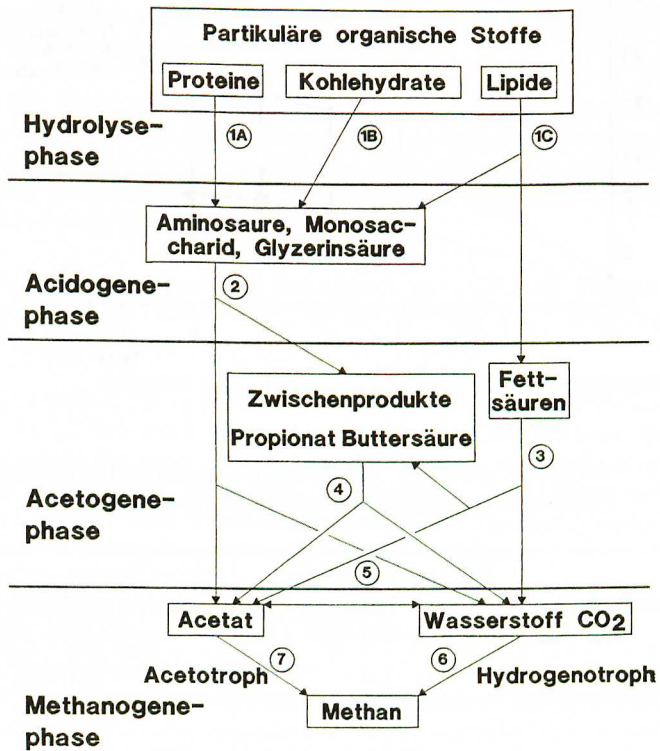 Partikuläre organische Stoffe
Proteine
Kohlehydrate
Lipide
Hydrolyse-
phase
1A
1B
1C
Aminosaure, Monosac-
charid, Glyzerinsäure
Acidogene-
phase
2
Zwischenprodukte
Propionat Buttersäure
Fett-
säuren
3
4
Acetogene-
phase
5
Acetat
Wasserstoff CO2
7
6
Acetotroph
Hydrogenotroph
Methanogene-
phase
Methan